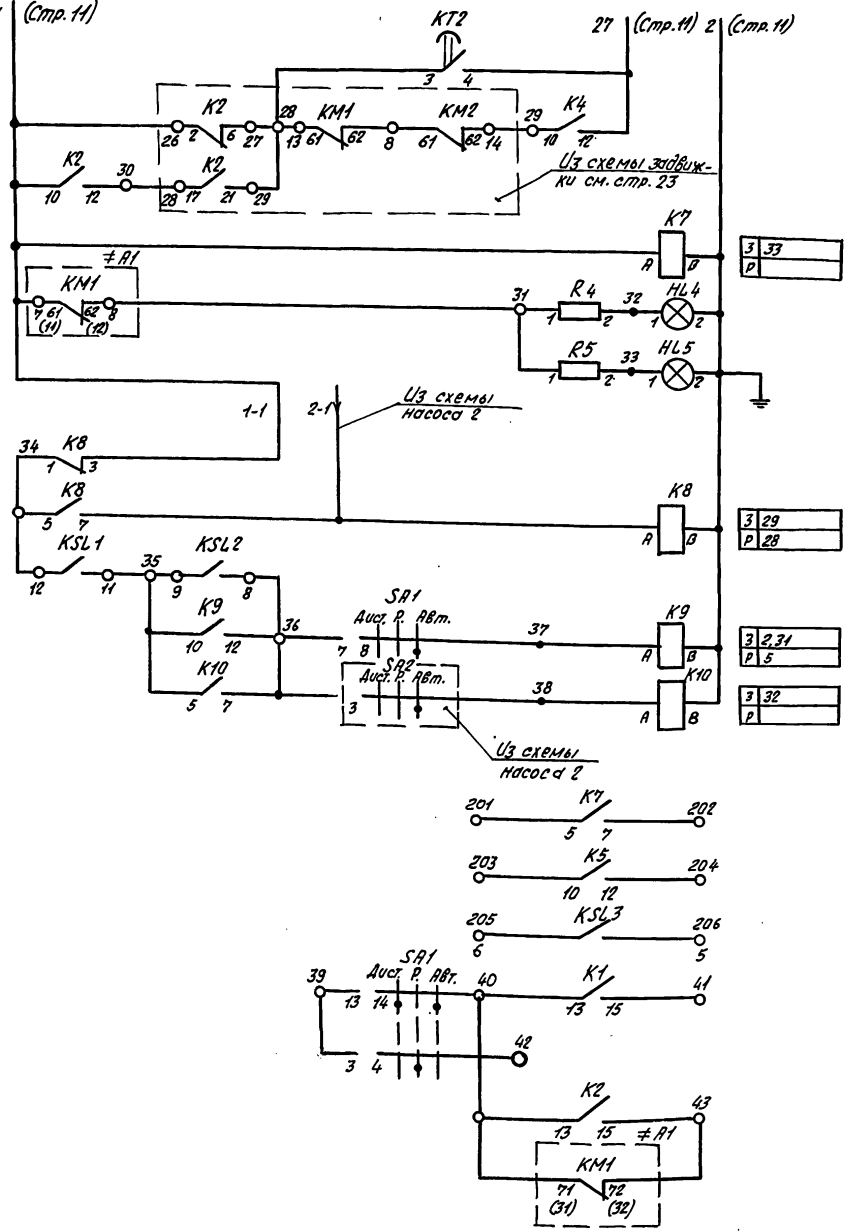 (Стр.11)
КТ2
27 (Стр.11) 2 (Стр.11)
3 4
К2 28 КМ1 КМ2 29 К4
26 2 6 27 13 61 62 8 61 62 14 10 12
К2 30 К2
10 12 28 17 21 29
Из схемы задвиж-
ки см. стр. 23
К7
А В
З 33
Р
≠А1
КМ1
7 61 62 8
(11) (12)
31 R4 32 HL4
1 2 1 2
R5 33 HL5
1 2 1 2
1-1
2-1
Из схемы
насоса 2
34 К8
1 3
К8
5 7
К8
А В
З 29
Р 28
KSL1 35 KSL2
12 11 9 8
К9 36
10 12
К10
5 7
SA1
Дист. Р. Авт.
7 8
37
К9
А В
З 2,31
Р 5
SA2
Дист. Р. Авт.
3
38
К10
А В
З 32
Р
Из схемы
насоса 2
201 К7 202
5 7
203 К5 204
10 12
205 KSL3 206
6 5
SA1
39 Дист. Р. Авт. 40 К1 41
13 14 13 15
42
3 4
К2 43
13 15 ≠А1
КМ1
71 72
(31) (32)